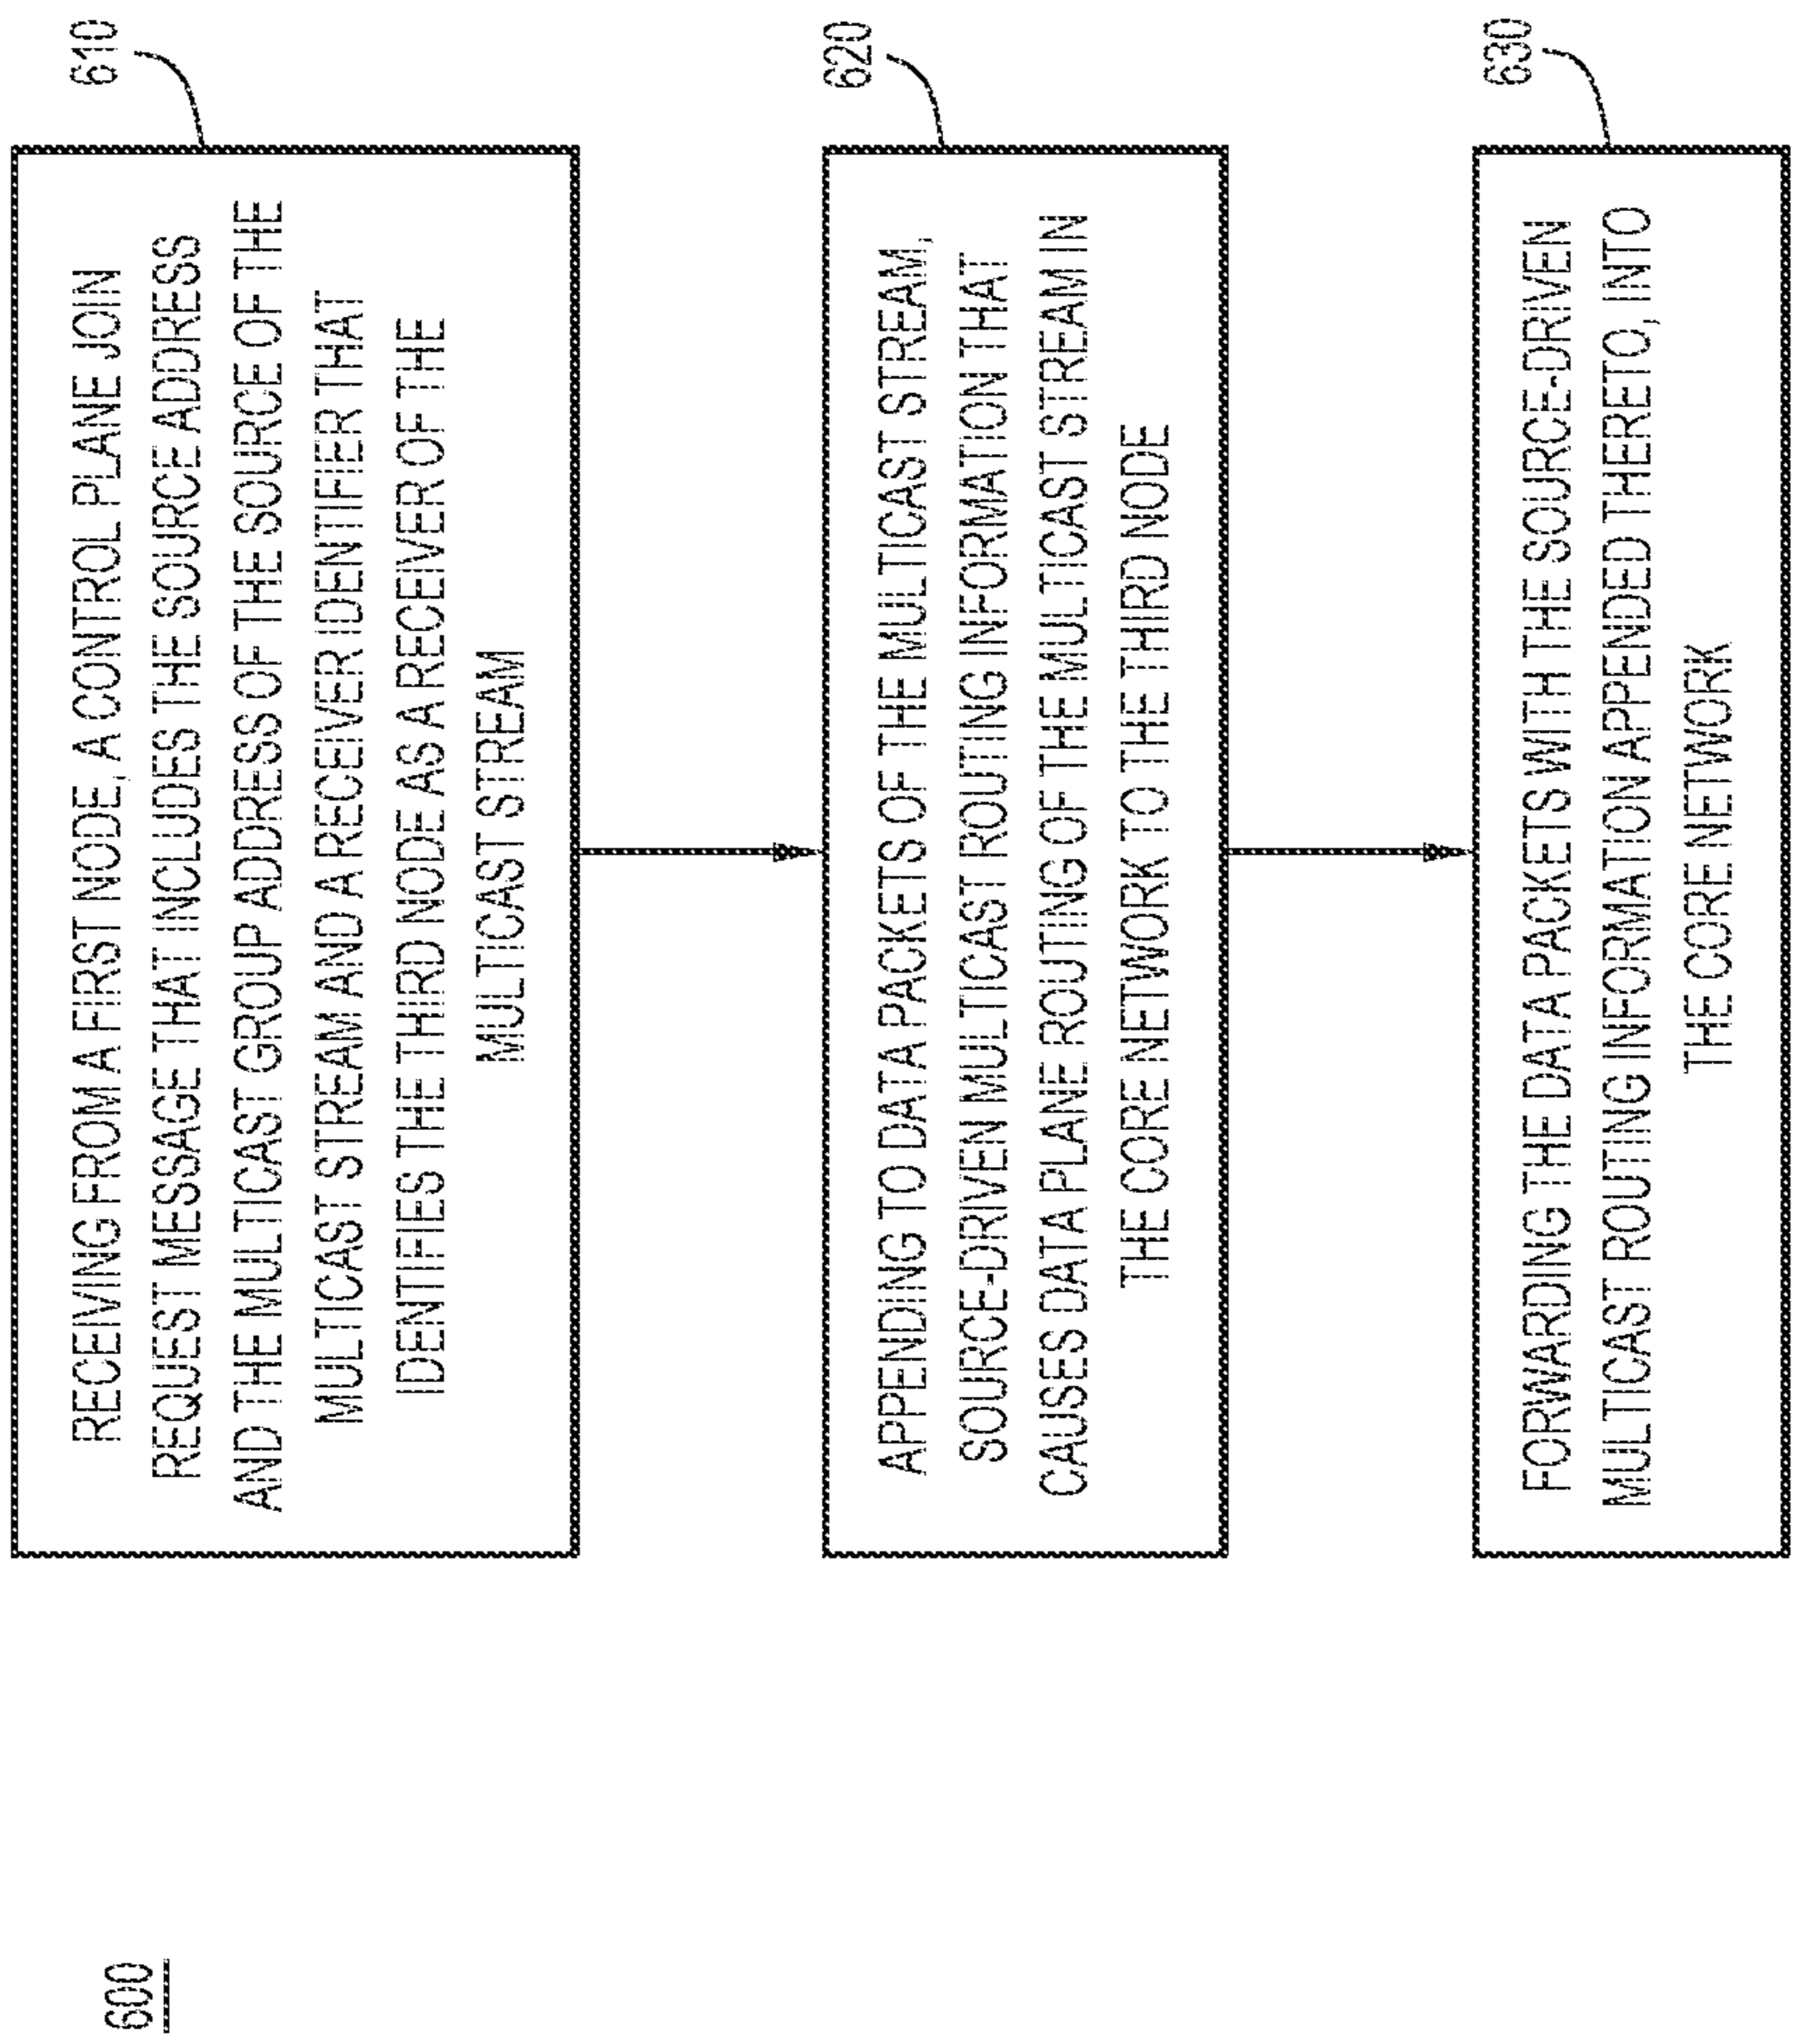 600
610
RECEIVING FROM A FIRST NODE, A CONTROL PLANE JOIN
REQUEST MESSAGE THAT INCLUDES THE SOURCE ADDRESS
AND THE MULTICAST GROUP ADDRESS OF THE SOURCE OF THE
MULTICAST STREAM AND A RECEIVER IDENTIFIER THAT
IDENTIFIES THE THIRD NODE AS A RECEIVER OF THE
MULTICAST STREAM
620
APPENDING TO DATA PACKETS OF THE MULTICAST STREAM,
SOURCE-DRIVEN MULTICAST ROUTING INFORMATION THAT
CAUSES DATA PLANE ROUTING OF THE MULTICAST STREAM IN
THE CORE NETWORK TO THE THIRD NODE
630
FORWARDING THE DATA PACKETS WITH THE SOURCE-DRIVEN
MULTICAST ROUTING INFORMATION APPENDED THERETO, INTO
THE CORE NETWORK